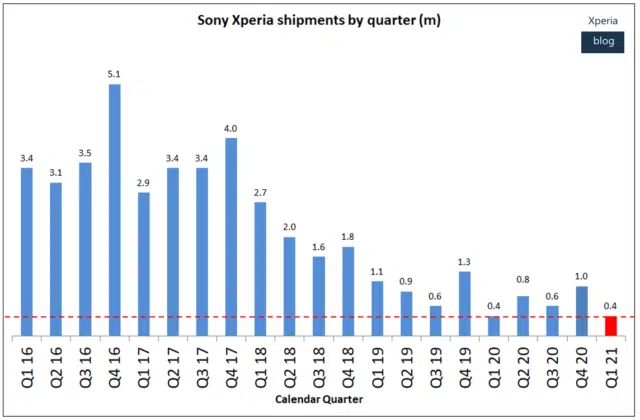 Sony Xperia shipments by quarter (m)
Xperia
blog
3.4
3.1
3.5
5.1
2.9
3.4
3.4
4.0
2.7
2.0
1.6
1.8
1.1
0.9
0.6
1.3
0.4
0.8
0.6
1.0
0.4
Q1 16
Q2 16
Q3 16
Q4 16
Q1 17
Q2 17
Q3 17
Q4 17
Q1 18
Q2 18
Q3 18
Q4 18
Q1 19
Q2 19
Q3 19
Q4 19
Q1 20
Q2 20
Q3 20
Q4 20
Q1 21
Calendar Quarter